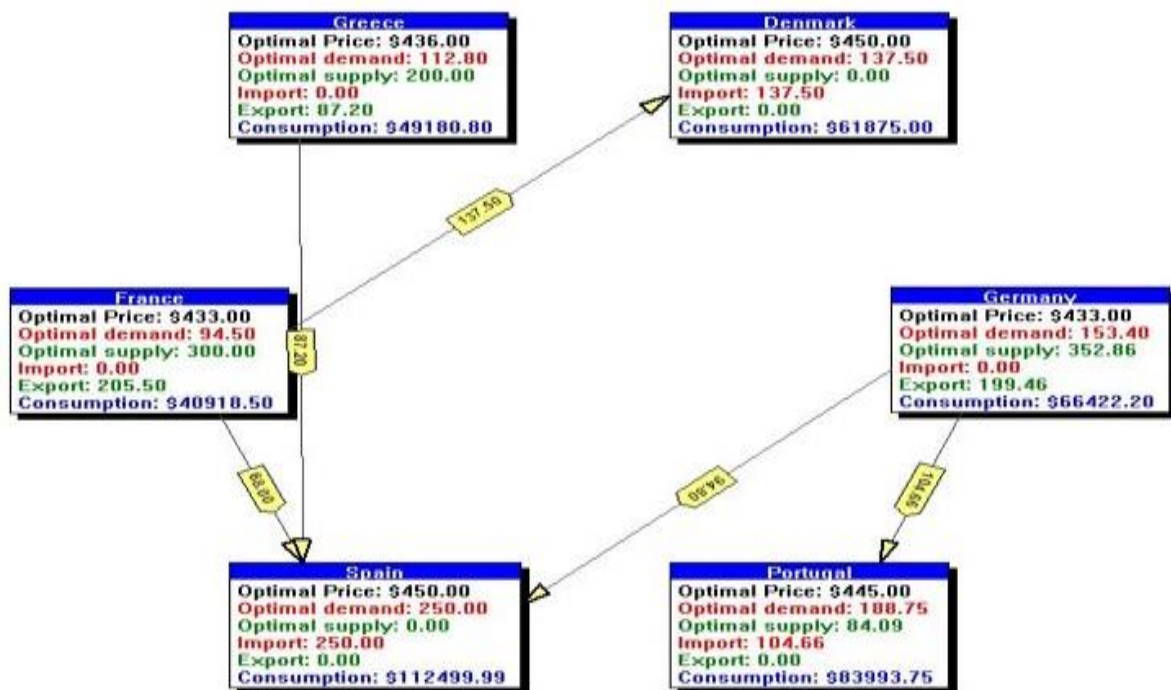 Greece
Optimal Price: $436.00
Optimal demand: 112.80
Optimal supply: 200.00
Import: 0.00
Export: 87.20
Consumption: $49180.80
Denmark
Optimal Price: $450.00
Optimal demand: 137.50
Optimal supply: 0.00
Import: 137.50
Export: 0.00
Consumption: $61875.00
137.50
France
Optimal Price: $433.00
Optimal demand: 94.50
Optimal supply: 300.00
Import: 0.00
Export: 205.50
Consumption: $40918.50
87.20
Germany
Optimal Price: $433.00
Optimal demand: 153.40
Optimal supply: 352.86
Import: 0.00
Export: 199.46
Consumption: $66422.20
68.00
94.80
104.66
Spain
Optimal Price: $450.00
Optimal demand: 250.00
Optimal supply: 0.00
Import: 250.00
Export: 0.00
Consumption: $112499.99
Portugal
Optimal Price: $445.00
Optimal demand: 188.75
Optimal supply: 84.09
Import: 104.66
Export: 0.00
Consumption: $83993.75